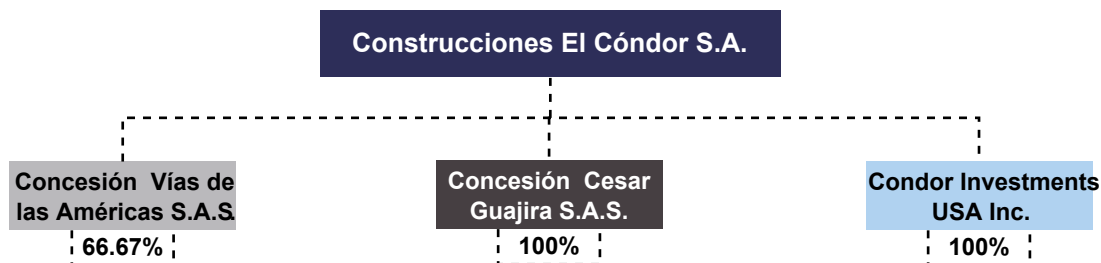 Construcciones El Cóndor S.A.
Concesión Vías de
las Américas S.A.S.
66.67%
Concesión Cesar
Guajira S.A.S.
100%
Condor Investments
USA Inc.
100%